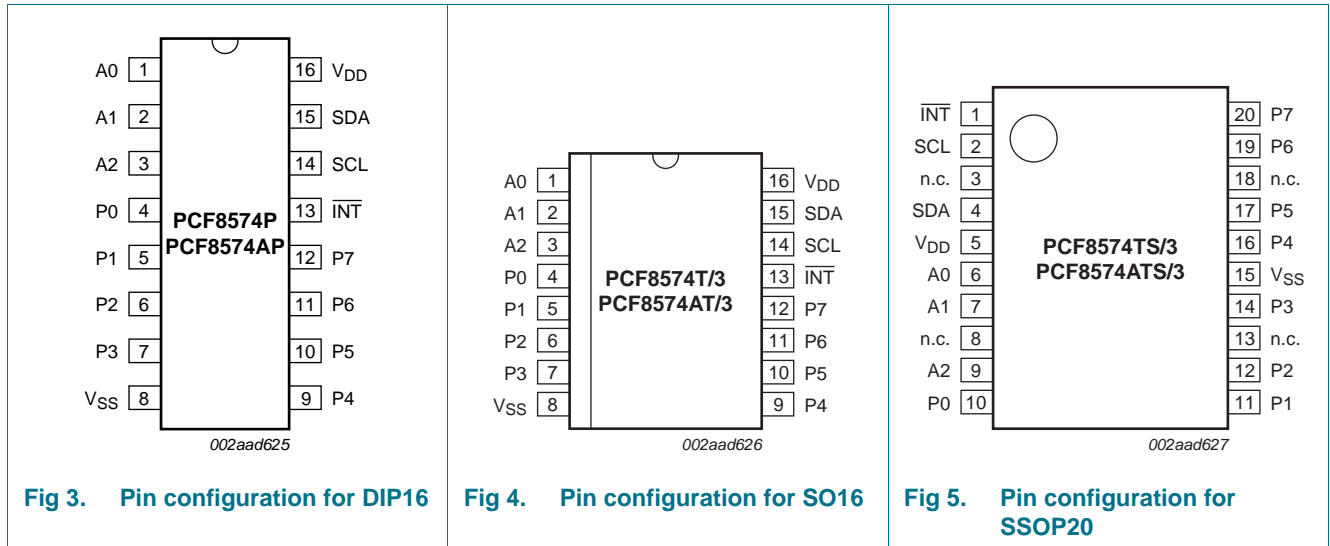 A0 1 16 VDD
A1 2 15 SDA
A2 3 14 SCL
P0 4 13 INT
PCF8574P
PCF8574AP
P1 5 12 P7
P2 6 11 P6
P3 7 10 P5
VSS 8 9 P4
002aad625
Fig 3. Pin configuration for DIP16
A0 1 16 VDD
A1 2 15 SDA
A2 3 14 SCL
P0 4 13 INT
PCF8574T/3
PCF8574AT/3
P1 5 12 P7
P2 6 11 P6
P3 7 10 P5
VSS 8 9 P4
002aad626
Fig 4. Pin configuration for SO16
INT 1 20 P7
SCL 2 19 P6
n.c. 3 18 n.c.
SDA 4 17 P5
VDD 5 16 P4
PCF8574TS/3
PCF8574ATS/3
A0 6 15 VSS
A1 7 14 P3
n.c. 8 13 n.c.
A2 9 12 P2
P0 10 11 P1
002aad627
Fig 5. Pin configuration for
SSOP20